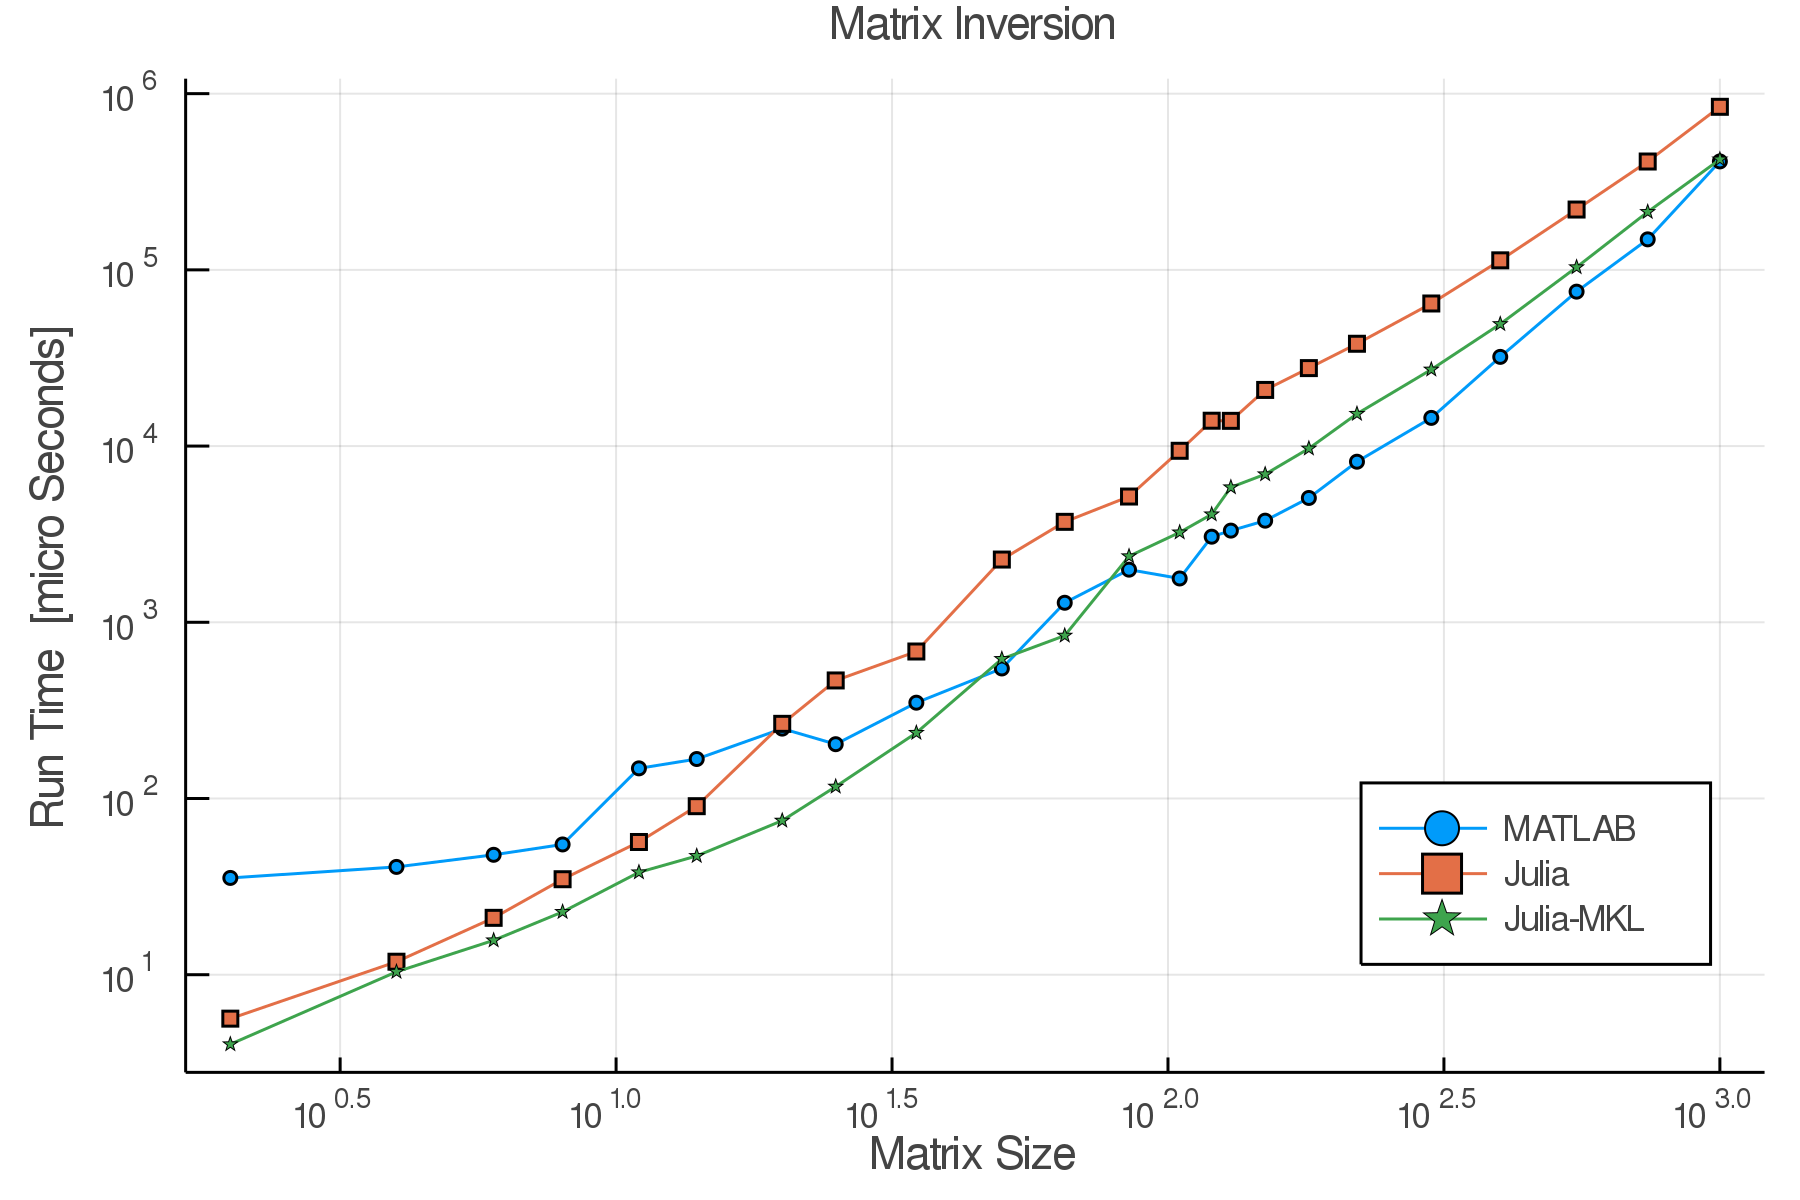 Matrix Inversion
10^6
10^5
10^4
10^3
10^2
10^1
Run Time [micro Seconds]
MATLAB
Julia
Julia-MKL
10^0.5 10^1.0 10^1.5 10^2.0 10^2.5 10^3.0
Matrix Size